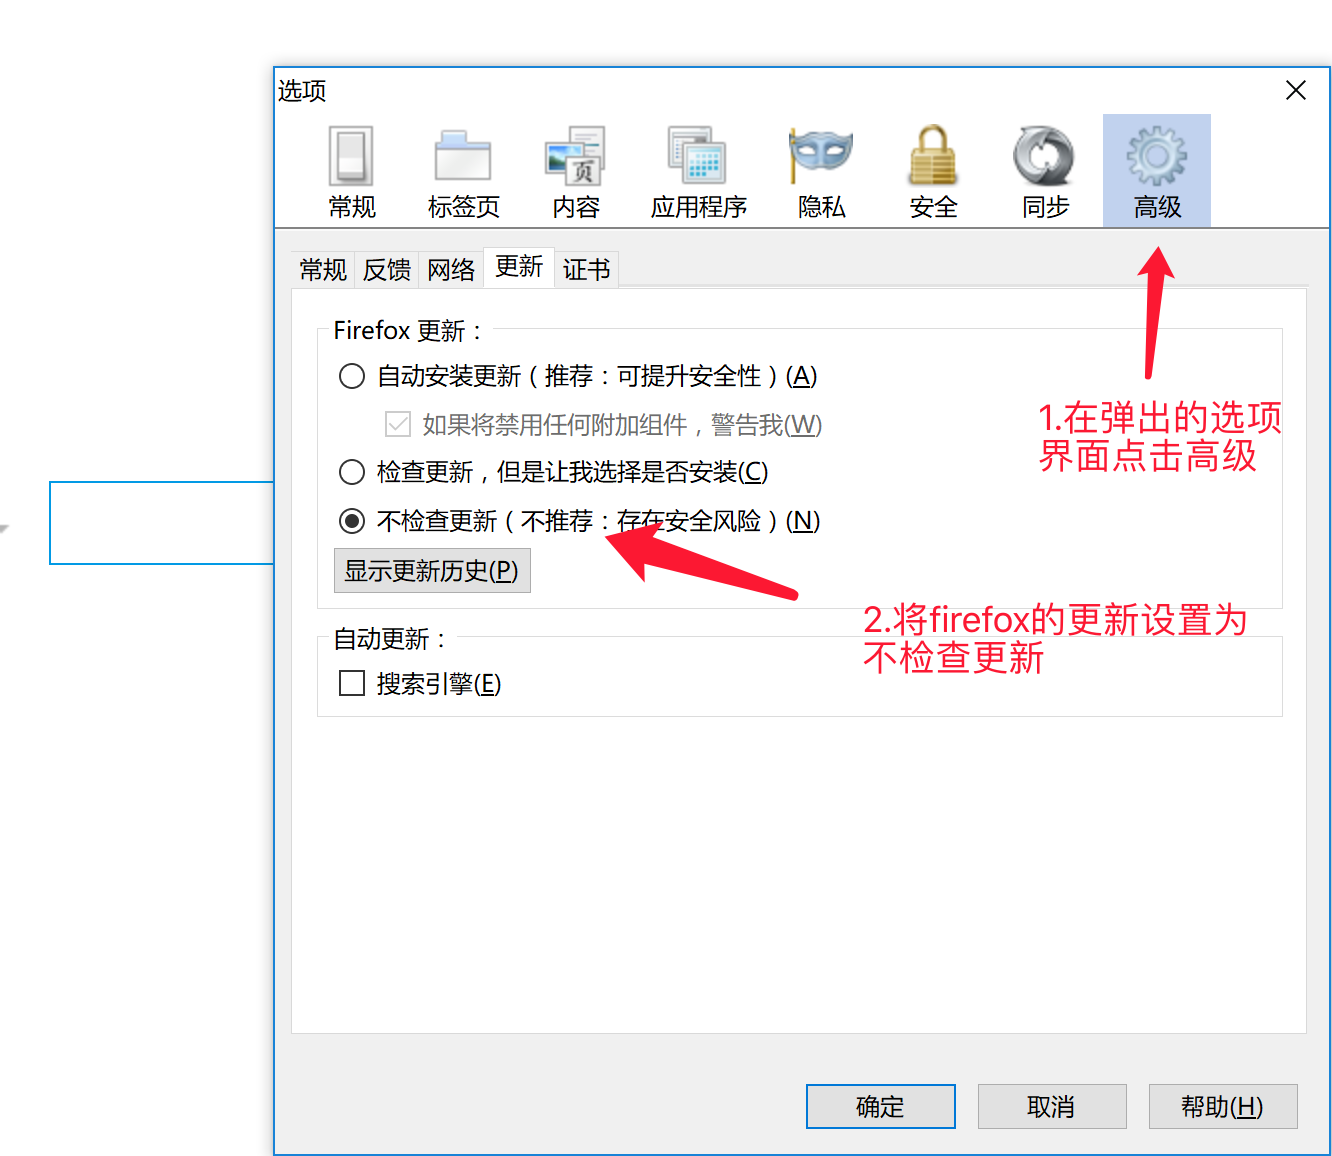 选项
常规 标签页 内容 应用程序 隐私 安全 同步 高级
页
常规 反馈 网络 更新 证书
Firefox 更新：
自动安装更新（推荐：可提升安全性）(A)
如果将禁用任何附加组件，警告我(W)
检查更新，但是让我选择是否安装(C)
不检查更新（不推荐：存在安全风险）(N)
显示更新历史(P)
1.在弹出的选项
界面点击高级
2.将firefox的更新设置为
不检查更新
自动更新：
搜索引擎(E)
确定 取消 帮助(H)